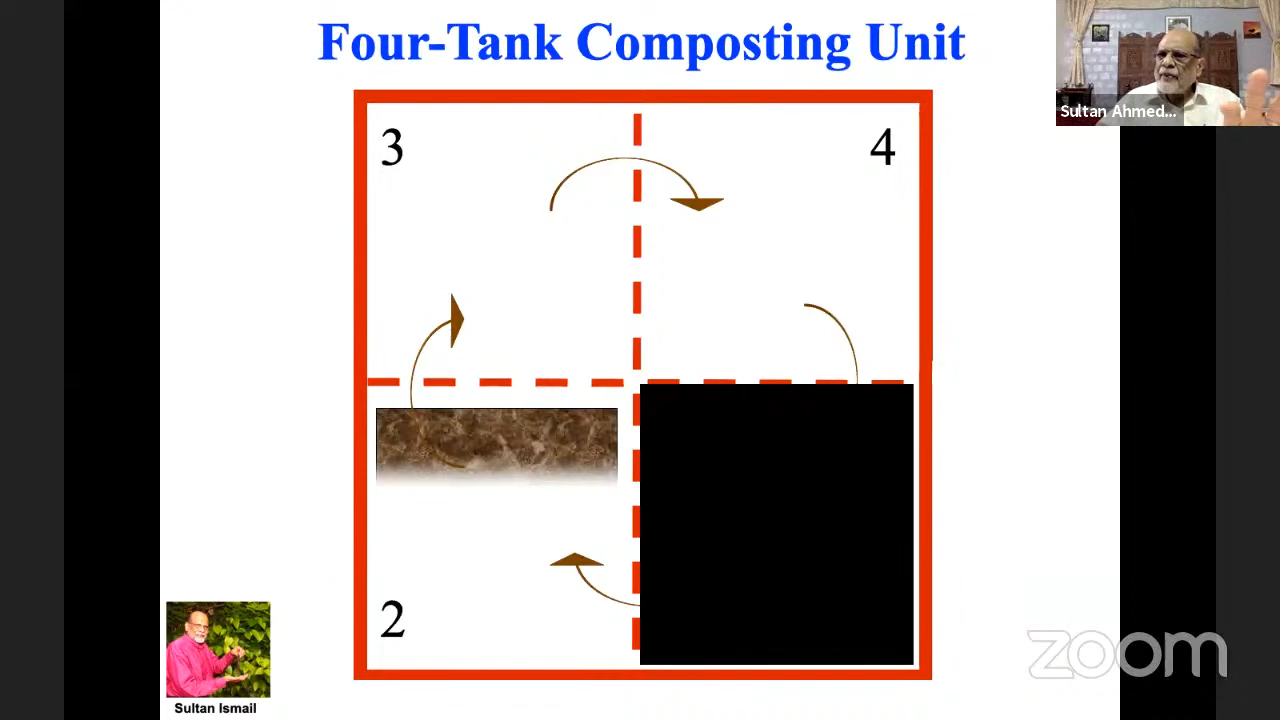 Four-Tank Composting Unit
Sultan Ahmed...
3
4
2
Sultan Ismail
zoom